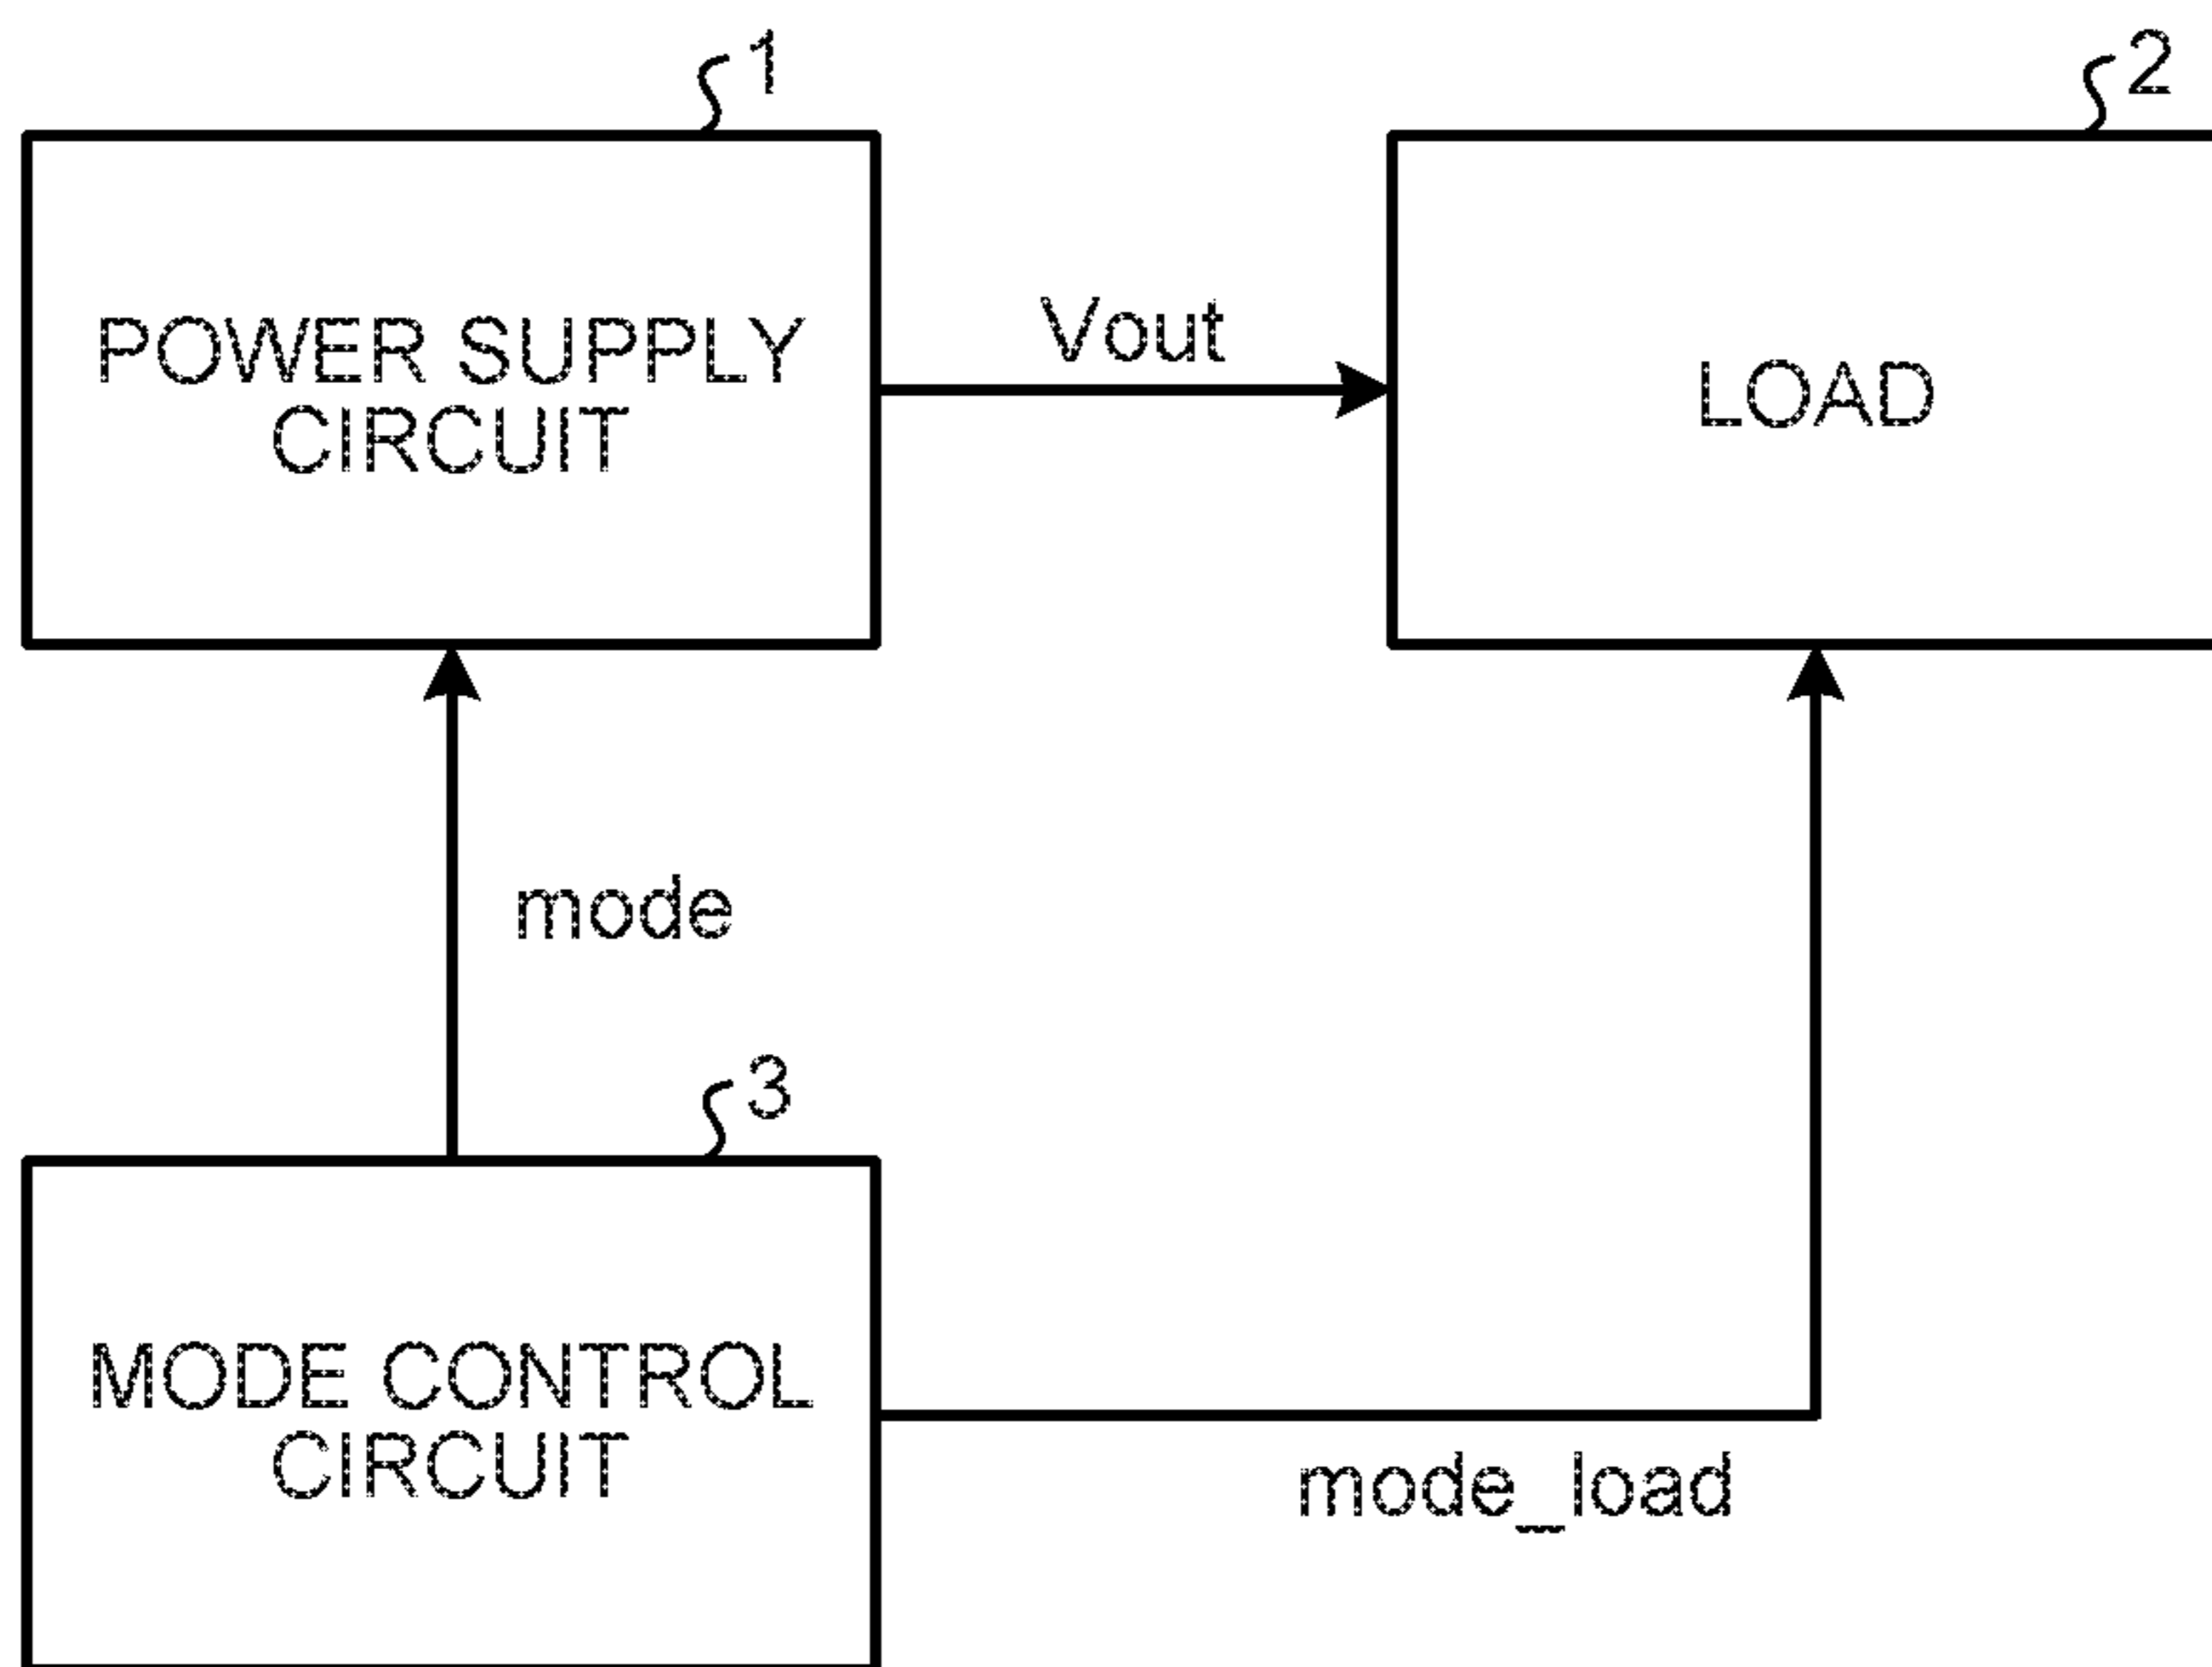 1
2
POWER SUPPLY
CIRCUIT
Vout
LOAD
mode
3
MODE CONTROL
CIRCUIT
mode_load